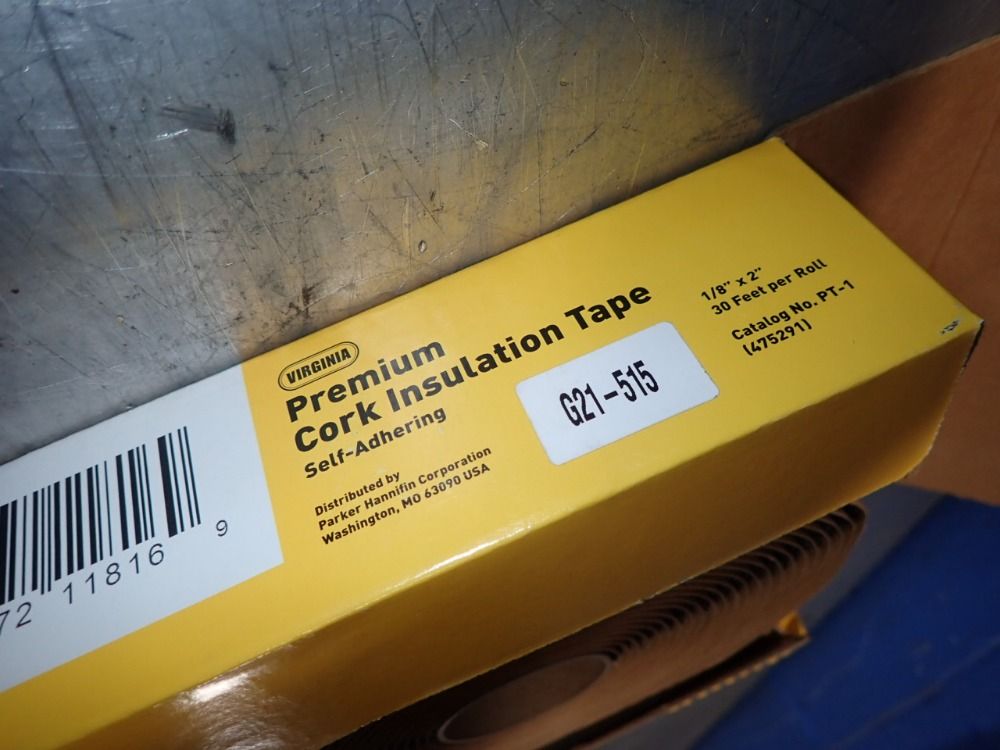 VIRGINIA
Premium
Cork Insulation Tape
Self-Adhering
Distributed by
Parker Hannifin Corporation
Washington, MO 63090 USA
G21-515
1/8" x 2"
30 Feet per Roll
Catalog No. PT-1
(475291)
72 11816 9